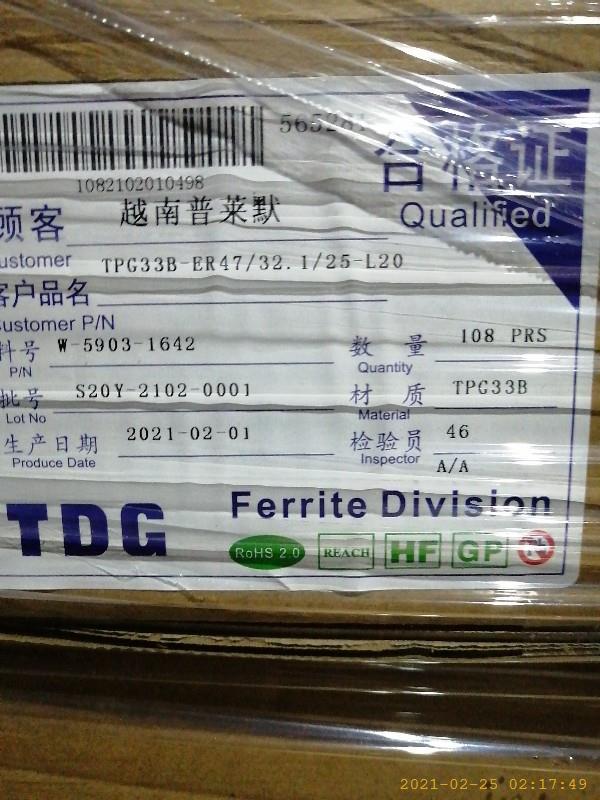 565281
合格证
1082102010498
Qualified
顾客 越南普莱默
ustomer
TPG33B-ER47/32.1/25-L20
客户品名
Customer P/N
料号 W-5903-1642
P/N
数 量 108 PRS
Quantity
批号 S20Y-2102-0001
Lot No
材 质 TPG33B
Material
生产日期 2021-02-01
Produce Date
检验员 46
Inspector
A/A
TDG
Ferrite Division
RoHS 2.0 REACH HF GP
2021-02-25 02:17:49